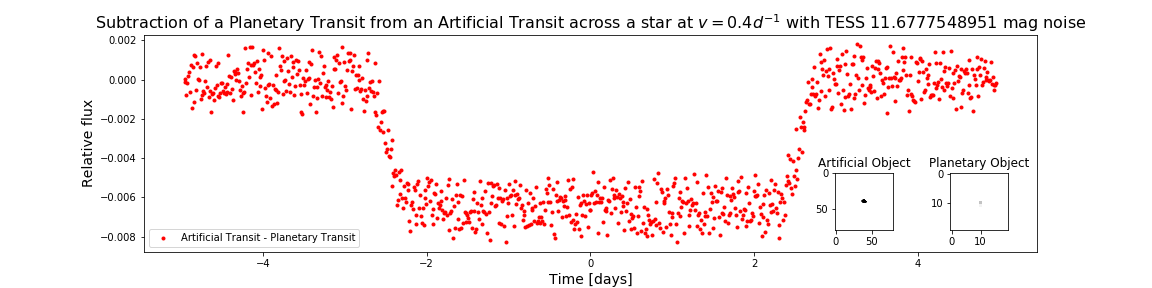 Subtraction of a Planetary Transit from an Artificial Transit across a star at v = 0.4d⁻¹ with TESS 11.6777548951 mag noise
Relative flux
0.002
0.000
−0.002
−0.004
−0.006
−0.008
Artificial Transit - Planetary Transit
Artificial Object
0
50
0 50
Planetary Object
0
10
0 10
−4 −2 0 2 4
Time [days]